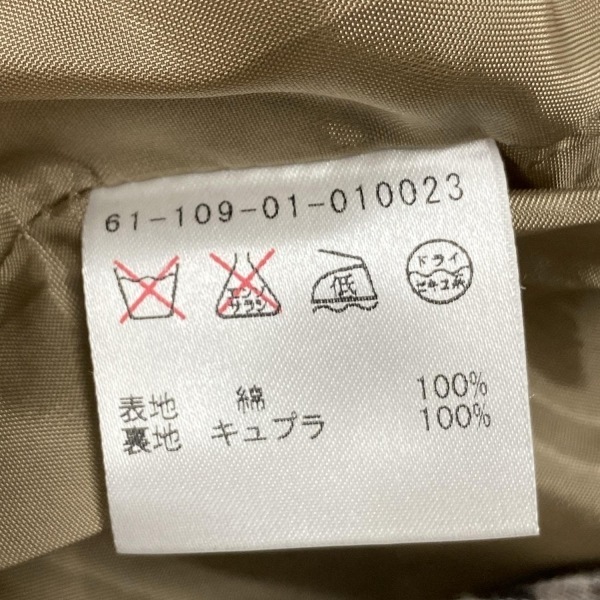 61-109-01-010023
エンソ
サラシ
低
ドライ
セキユ系
表地 綿 100%
裏地 キュプラ 100%